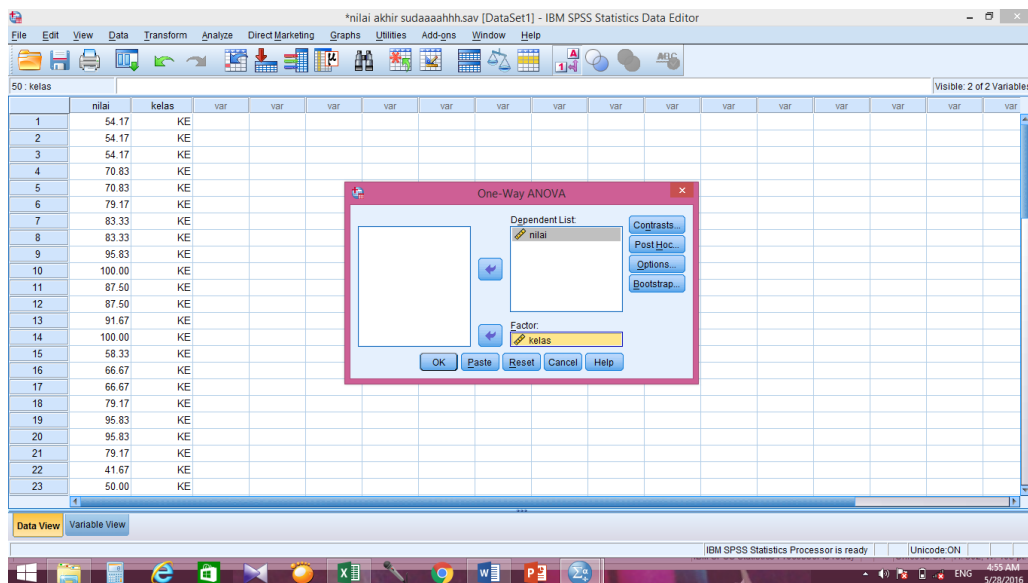 *nilai akhir sudaaaahhh.sav [DataSet1] - IBM SPSS Statistics Data Editor
File Edit View Data Transform Analyze Direct Marketing Graphs Utilities Add-ons Window Help
50 : kelas
Visible: 2 of 2 Variables
nilai kelas var var var var var var var var var var var var var var var
1 54.17 KE
2 54.17 KE
3 54.17 KE
4 70.83 KE
5 70.83 KE
6 79.17 KE
7 83.33 KE
8 83.33 KE
9 95.83 KE
10 100.00 KE
11 87.50 KE
12 87.50 KE
13 91.67 KE
14 100.00 KE
15 58.33 KE
16 66.67 KE
17 66.67 KE
18 79.17 KE
19 95.83 KE
20 95.83 KE
21 79.17 KE
22 41.67 KE
23 50.00 KE
One-Way ANOVA
Dependent List:
nilai
Contrasts...
Post Hoc...
Options...
Bootstrap...
Factor:
kelas
OK Paste Reset Cancel Help
Data View Variable View
IBM SPSS Statistics Processor is ready Unicode:ON
ENG
4:55 AM